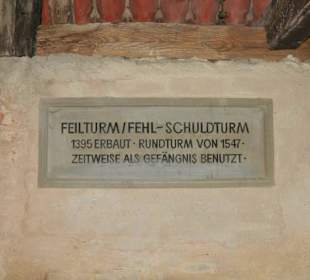 FEILTURM/FEHL-SCHULDTURM
1395 ERBAUT · RUNDTURM VON 1547 ·
ZEITWEISE ALS GEFÄNGNIS BENUTZT ·